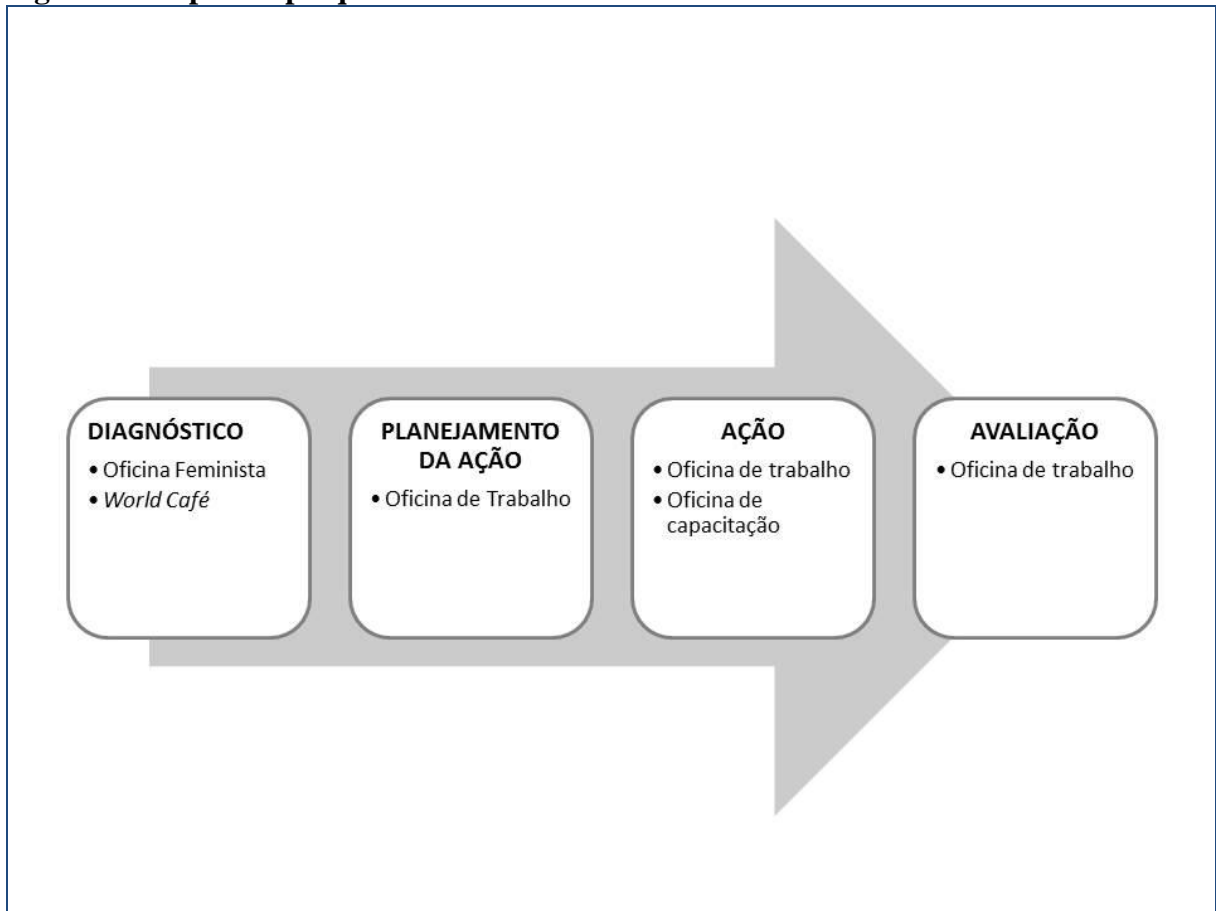 DIAGNÓSTICO
• Oficina Feminista
• World Café
PLANEJAMENTO
DA AÇÃO
• Oficina de Trabalho
AÇÃO
• Oficina de trabalho
• Oficina de
capacitação
AVALIAÇÃO
• Oficina de trabalho